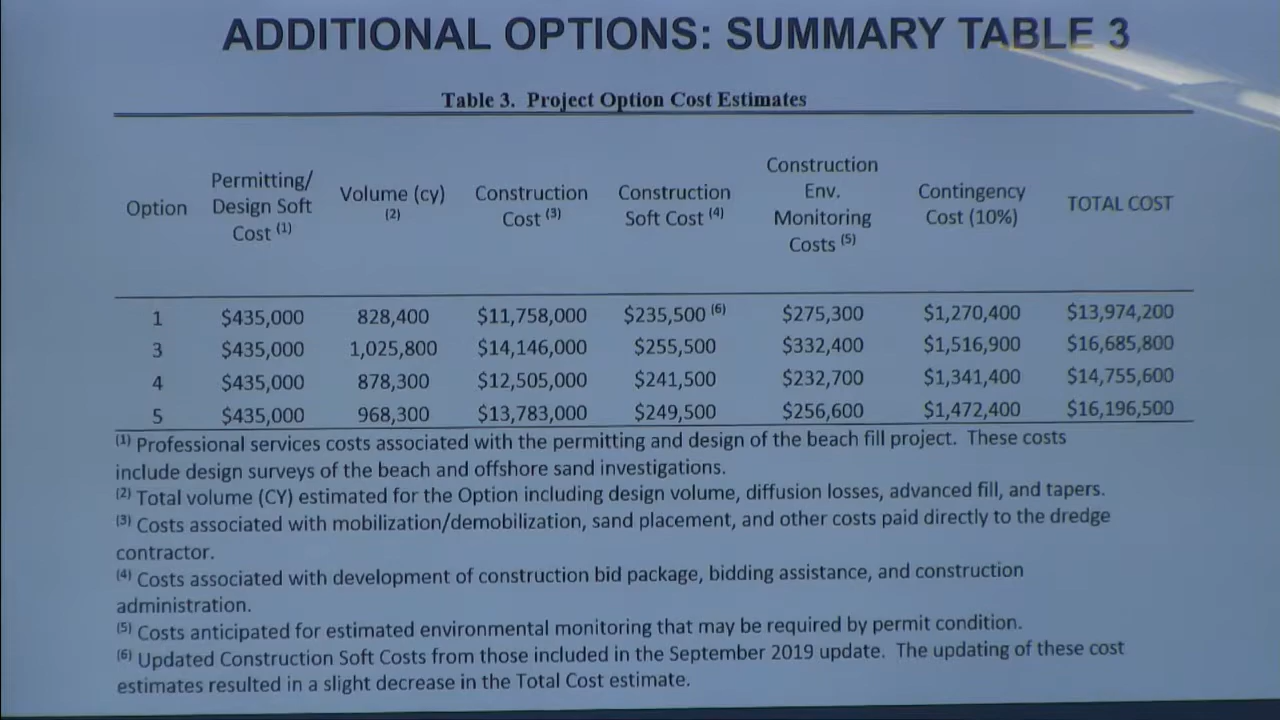 ADDITIONAL OPTIONS: SUMMARY TABLE 3
Table 3. Project Option Cost Estimates
Option Permitting/ Design Soft Cost (1) Volume (cy) (2) Construction Cost (3) Construction Soft Cost (4) Construction Env. Monitoring Costs (5) Contingency Cost (10%) TOTAL COST
1 $435,000 828,400 $11,758,000 $235,500 (6) $275,300 $1,270,400 $13,974,200
3 $435,000 1,025,800 $14,146,000 $255,500 $332,400 $1,516,900 $16,685,800
4 $435,000 878,300 $12,505,000 $241,500 $232,700 $1,341,400 $14,755,600
5 $435,000 968,300 $13,783,000 $249,500 $256,600 $1,472,400 $16,196,500
(1) Professional services costs associated with the permitting and design of the beach fill project. These costs
include design surveys of the beach and offshore sand investigations.
(2) Total volume (CY) estimated for the Option including design volume, diffusion losses, advanced fill, and tapers.
(3) Costs associated with mobilization/demobilization, sand placement, and other costs paid directly to the dredge
contractor.
(4) Costs associated with development of construction bid package, bidding assistance, and construction
administration.
(5) Costs anticipated for estimated environmental monitoring that may be required by permit condition.
(6) Updated Construction Soft Costs from those included in the September 2019 update. The updating of these cost
estimates resulted in a slight decrease in the Total Cost estimate.